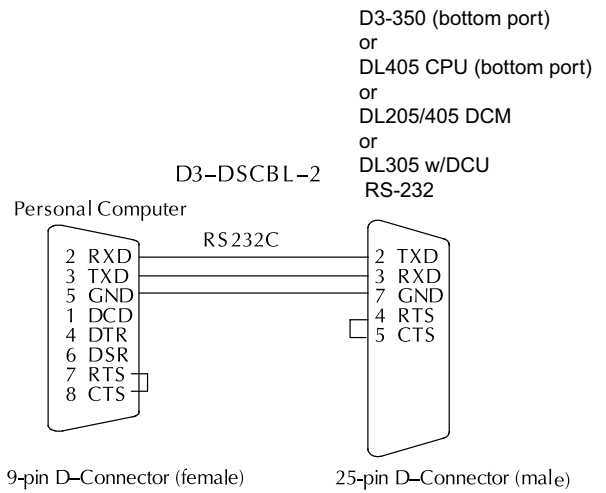 D3-350 (bottom port)
or
DL405 CPU (bottom port)
or
DL205/405 DCM
or
DL305 w/DCU
RS-232
D3–DSCBL–2
Personal Computer
RS232C
2 RXD
3 TXD
5 GND
1 DCD
4 DTR
6 DSR
7 RTS
8 CTS
2 TXD
3 RXD
7 GND
4 RTS
5 CTS
9-pin D–Connector (female)
25-pin D–Connector (male)